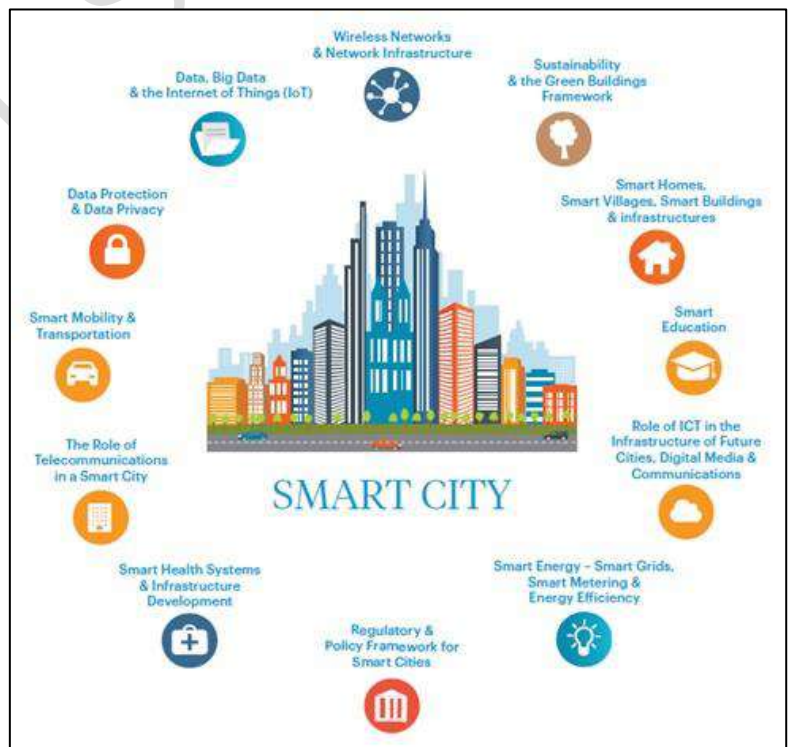 Wireless Networks
& Network Infrastructure
Sustainability
& the Green Buildings
Framework
Smart Homes,
Smart Villages, Smart Buildings
& infrastructures
Smart
Education
Role of ICT in the
Infrastructure of Future
Cities, Digital Media &
Communications
Smart Energy – Smart Grids,
Smart Metering &
Energy Efficiency
Regulatory &
Policy Framework for
Smart Cities
Smart Health Systems
& Infrastructure
Development
The Role of
Telecommunications
in a Smart City
Smart Mobility &
Transportation
Data Protection
& Data Privacy
Data, Big Data
& the Internet of Things (IoT)
SMART CITY